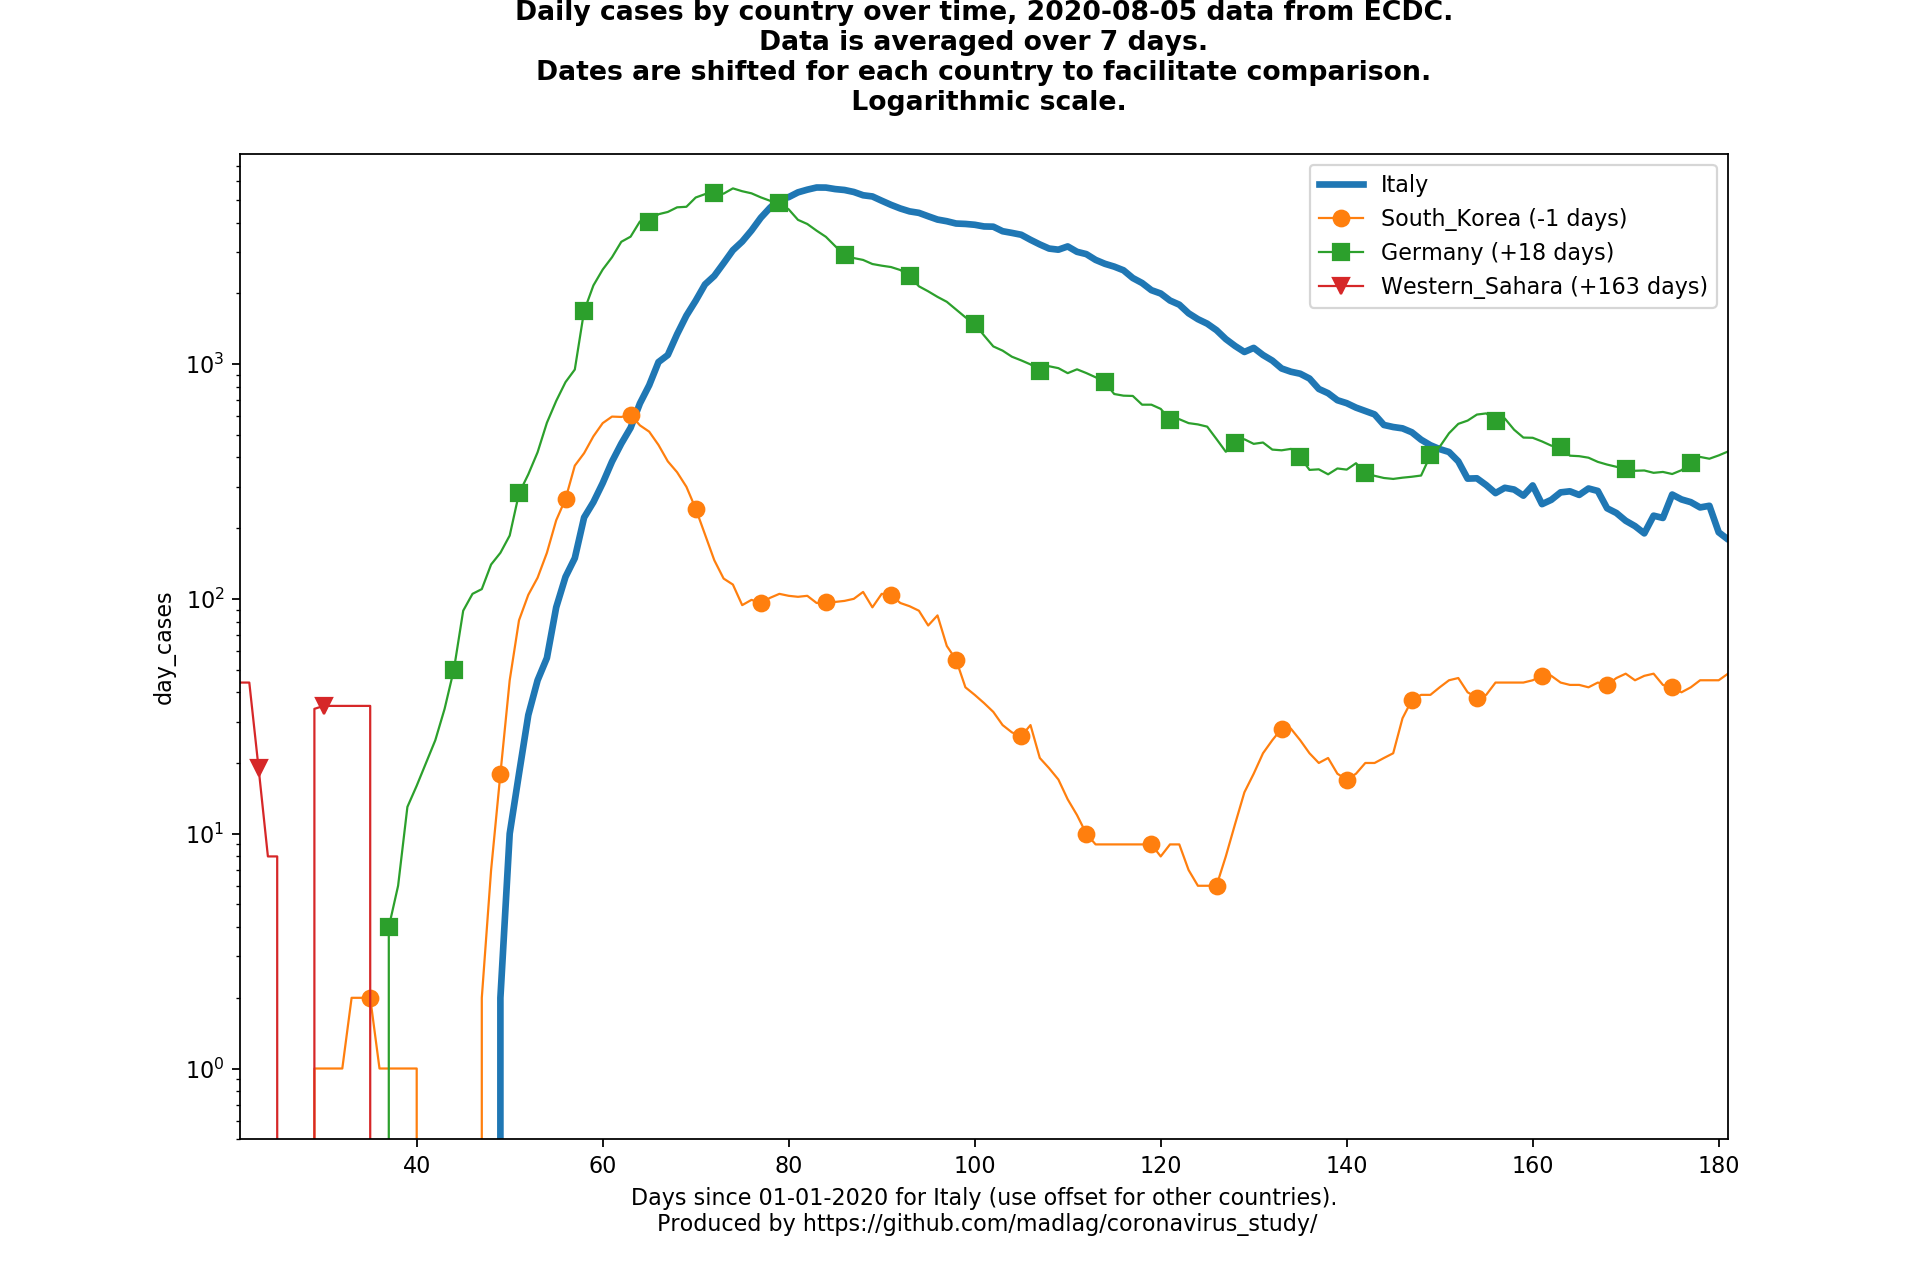 Daily cases by country over time, 2020-08-05 data from ECDC.
Data is averaged over 7 days.
Dates are shifted for each country to facilitate comparison.
Logarithmic scale.
Italy
South_Korea (-1 days)
Germany (+18 days)
Western_Sahara (+163 days)
10³
10²
10¹
10⁰
day_cases
40 60 80 100 120 140 160 180
Days since 01-01-2020 for Italy (use offset for other countries).
Produced by https://github.com/madlag/coronavirus_study/